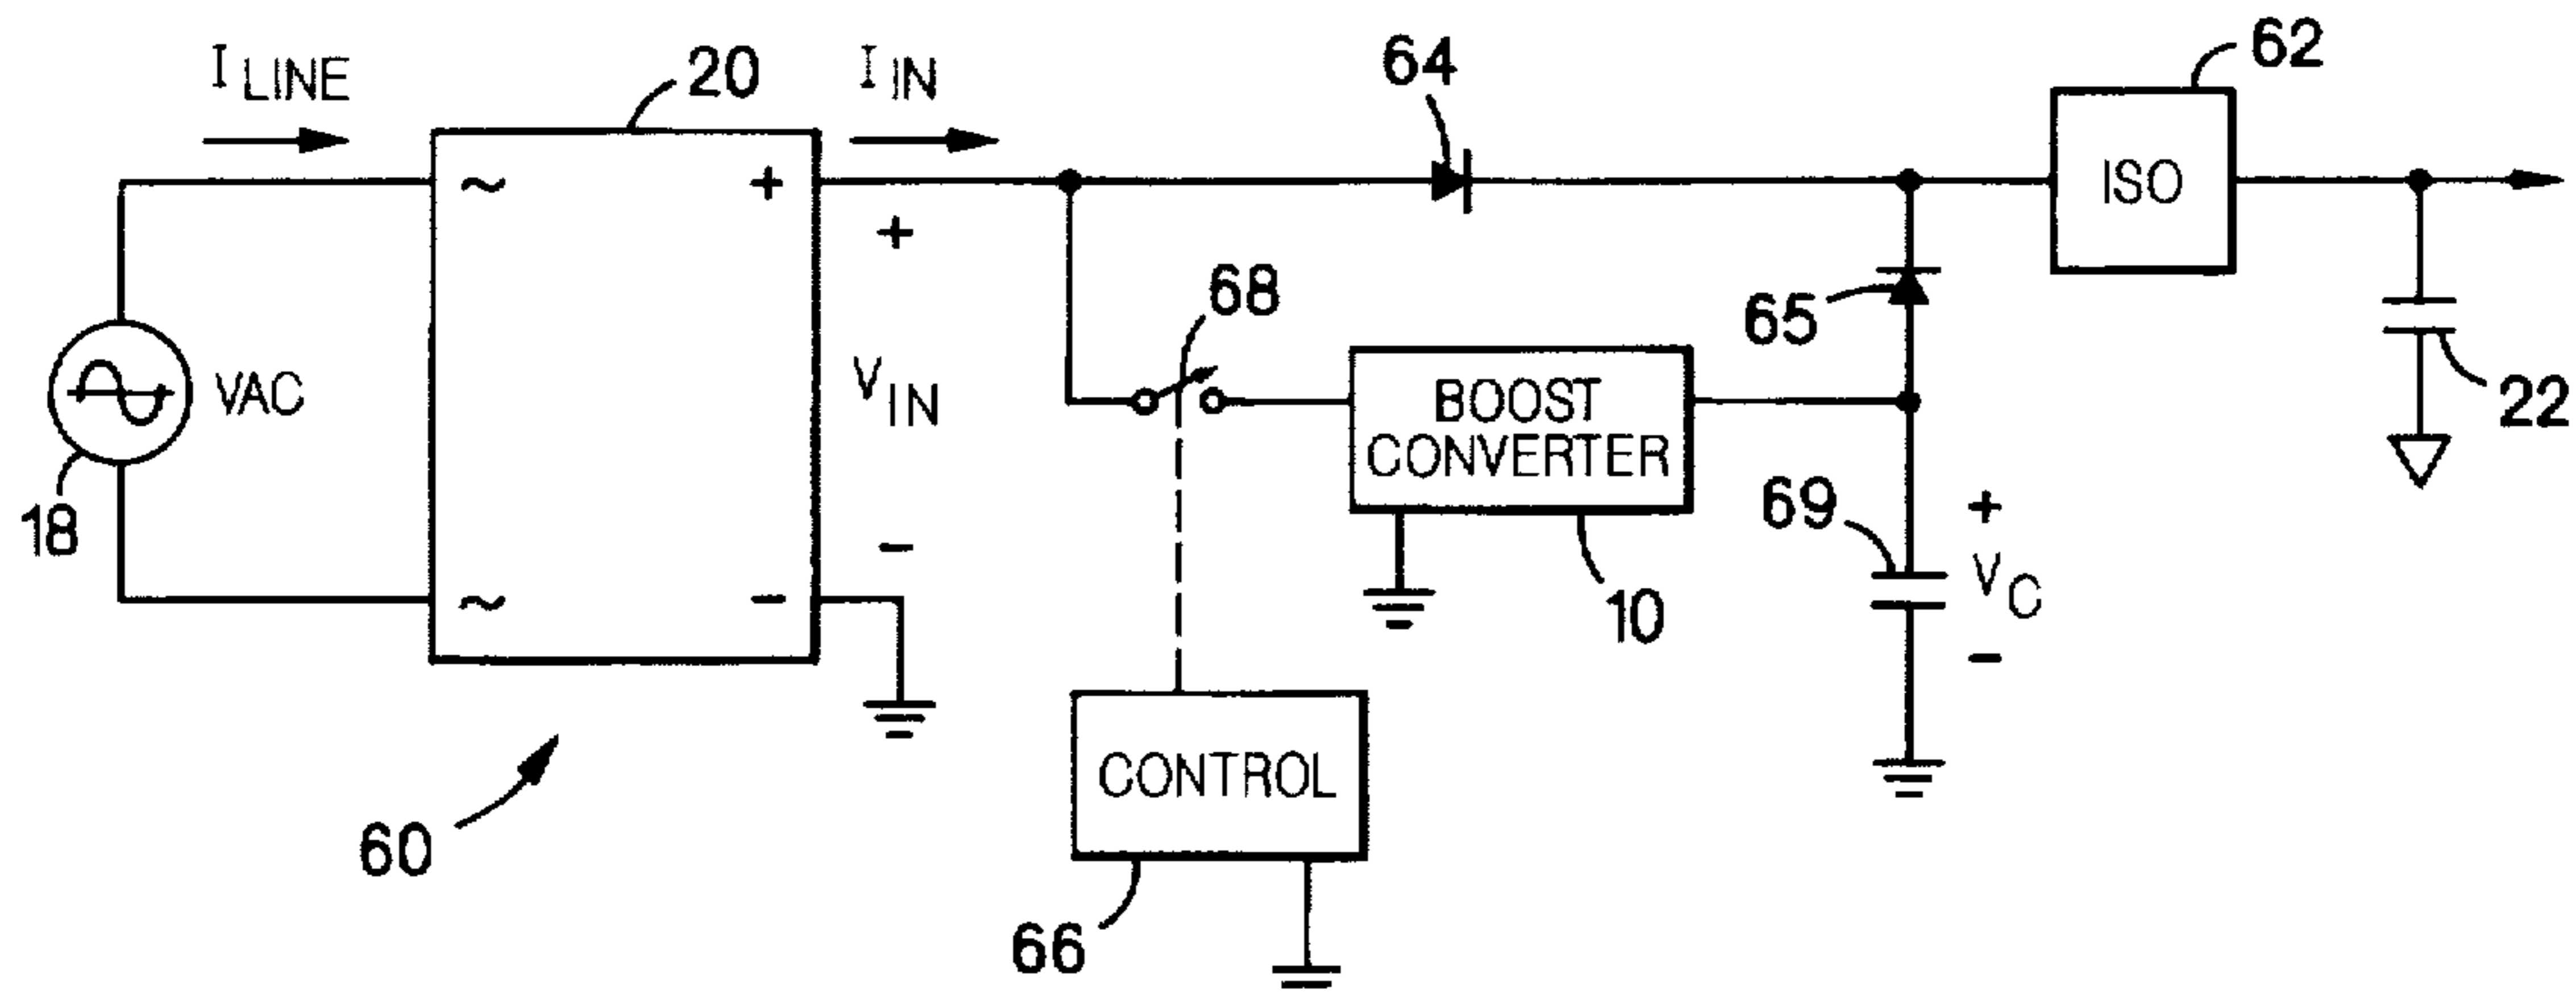 I LINE
20
I IN
64
62
~
+
ISO
+
68
65
VAC
V IN
BOOST
CONVERTER
22
18
69
+
V C
-
-
~
-
10
CONTROL
60
66